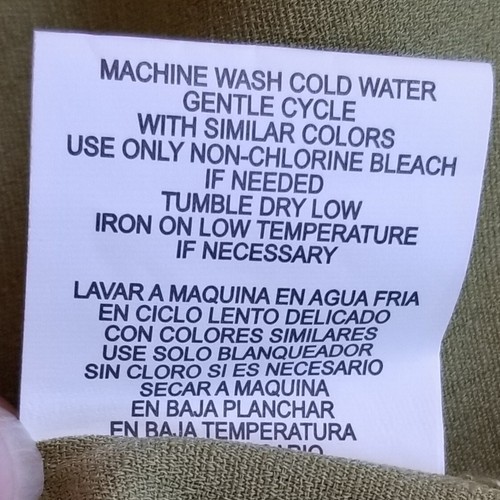 MACHINE WASH COLD WATER
GENTLE CYCLE
WITH SIMILAR COLORS
USE ONLY NON-CHLORINE BLEACH
IF NEEDED
TUMBLE DRY LOW
IRON ON LOW TEMPERATURE
IF NECESSARY
LAVAR A MAQUINA EN AGUA FRIA
EN CICLO LENTO DELICADO
CON COLORES SIMILARES
USE SOLO BLANQUEADOR
SIN CLORO SI ES NECESARIO
SECAR A MAQUINA
EN BAJA PLANCHAR
EN BAJA TEMPERATURA